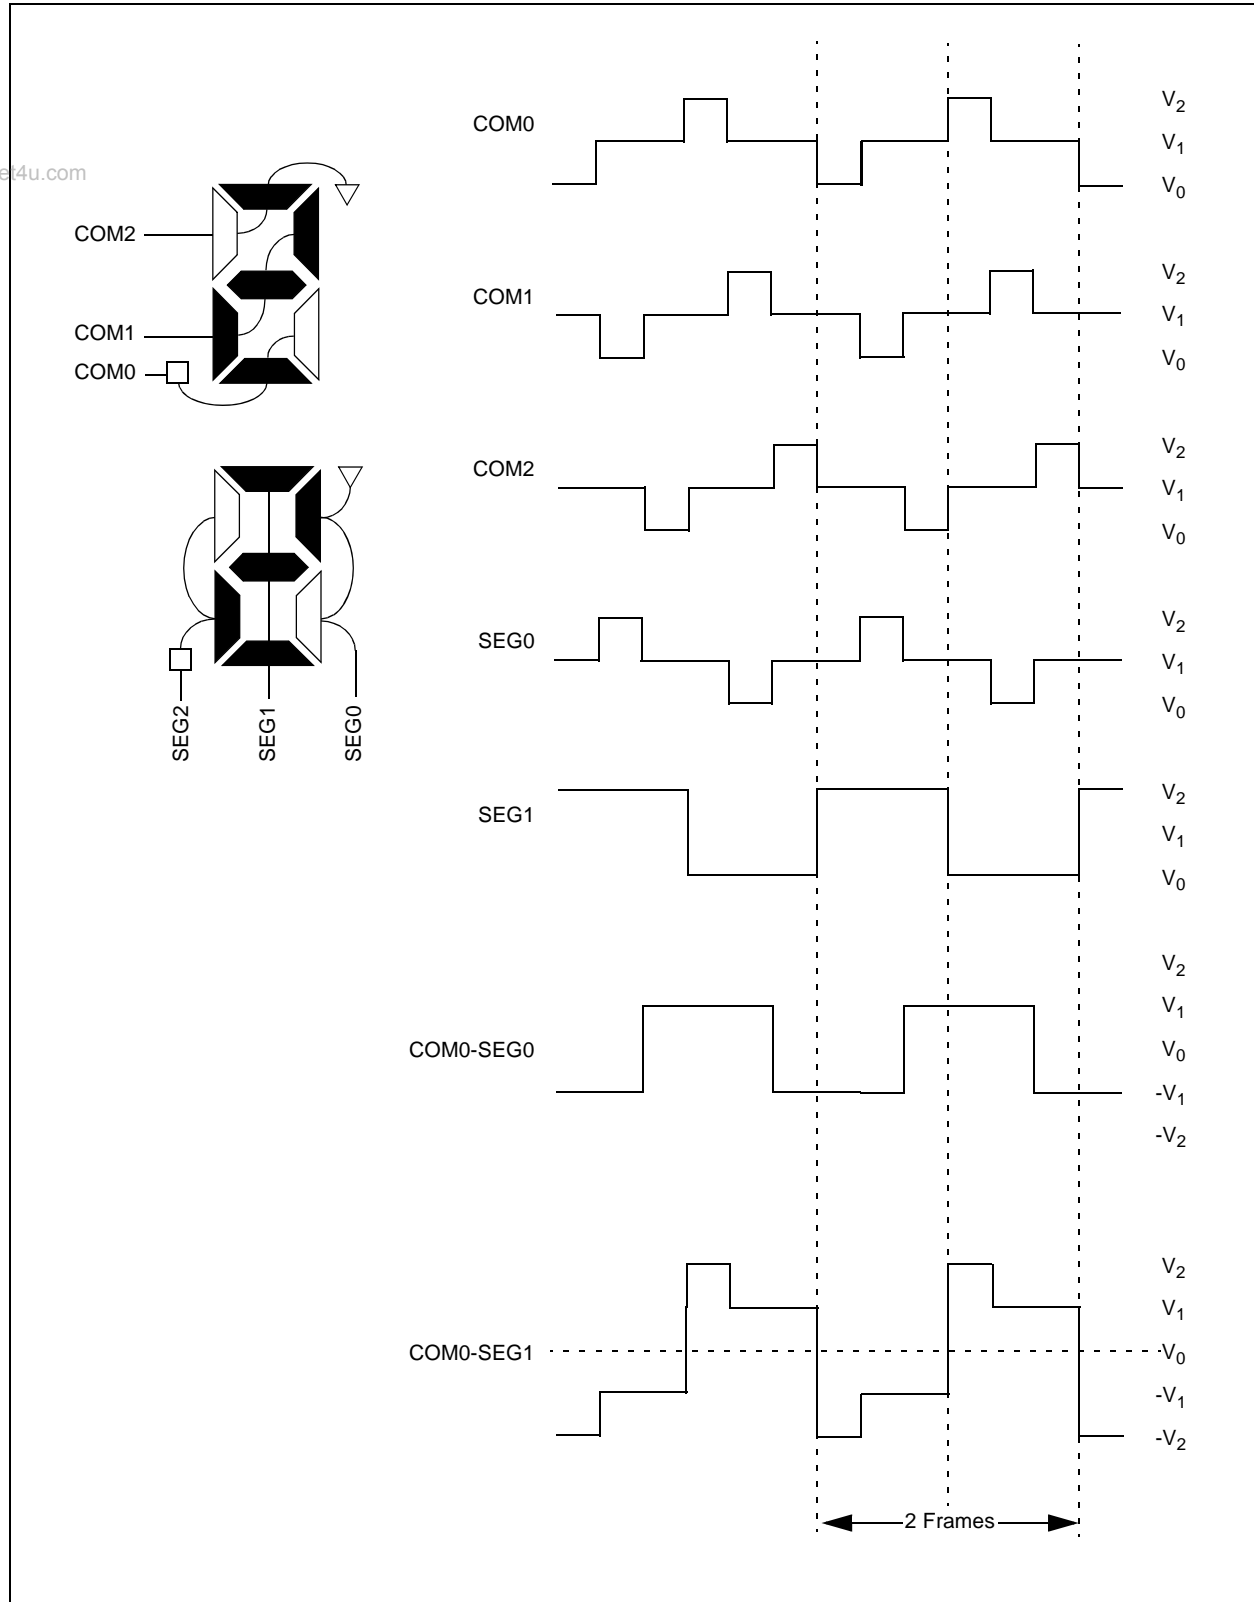 et4u.com
COM2
COM1
COM0
SEG2
SEG1
SEG0
COM0
V2
V1
V0
COM1
V2
V1
V0
COM2
V2
V1
V0
SEG0
V2
V1
V0
SEG1
V2
V1
V0
COM0-SEG0
V2
V1
V0
-V1
-V2
COM0-SEG1
V2
V1
V0
-V1
-V2
2 Frames